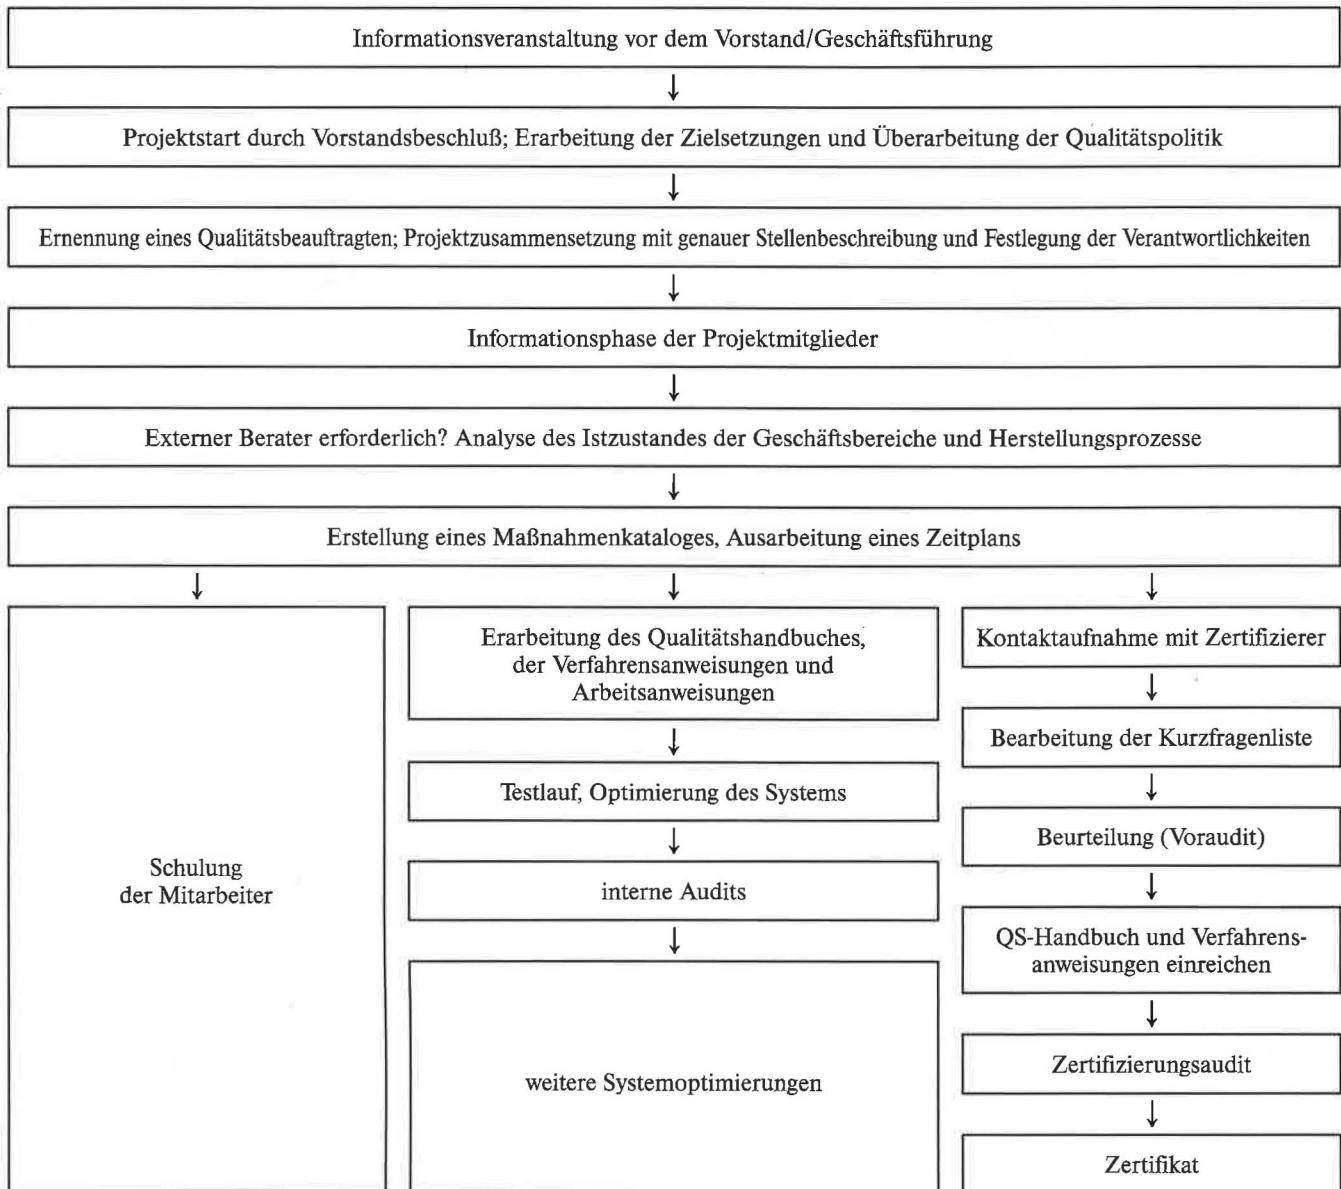 Informationsveranstaltung vor dem Vorstand/Geschäftsführung
Projektstart durch Vorstandsbeschluß; Erarbeitung der Zielsetzungen und Überarbeitung der Qualitätspolitik
Ernennung eines Qualitätsbeauftragten; Projektzusammensetzung mit genauer Stellenbeschreibung und Festlegung der Verantwortlichkeiten
Informationsphase der Projektmitglieder
Externer Berater erforderlich? Analyse des Istzustandes der Geschäftsbereiche und Herstellungsprozesse
Erstellung eines Maßnahmenkataloges, Ausarbeitung eines Zeitplans
Schulung
der Mitarbeiter
Erarbeitung des Qualitätshandbuches,
der Verfahrensanweisungen und
Arbeitsanweisungen
Testlauf, Optimierung des Systems
interne Audits
weitere Systemoptimierungen
Kontaktaufnahme mit Zertifizierer
Bearbeitung der Kurzfragenliste
Beurteilung (Voraudit)
QS-Handbuch und Verfahrens-
anweisungen einreichen
Zertifizierungsaudit
Zertifikat